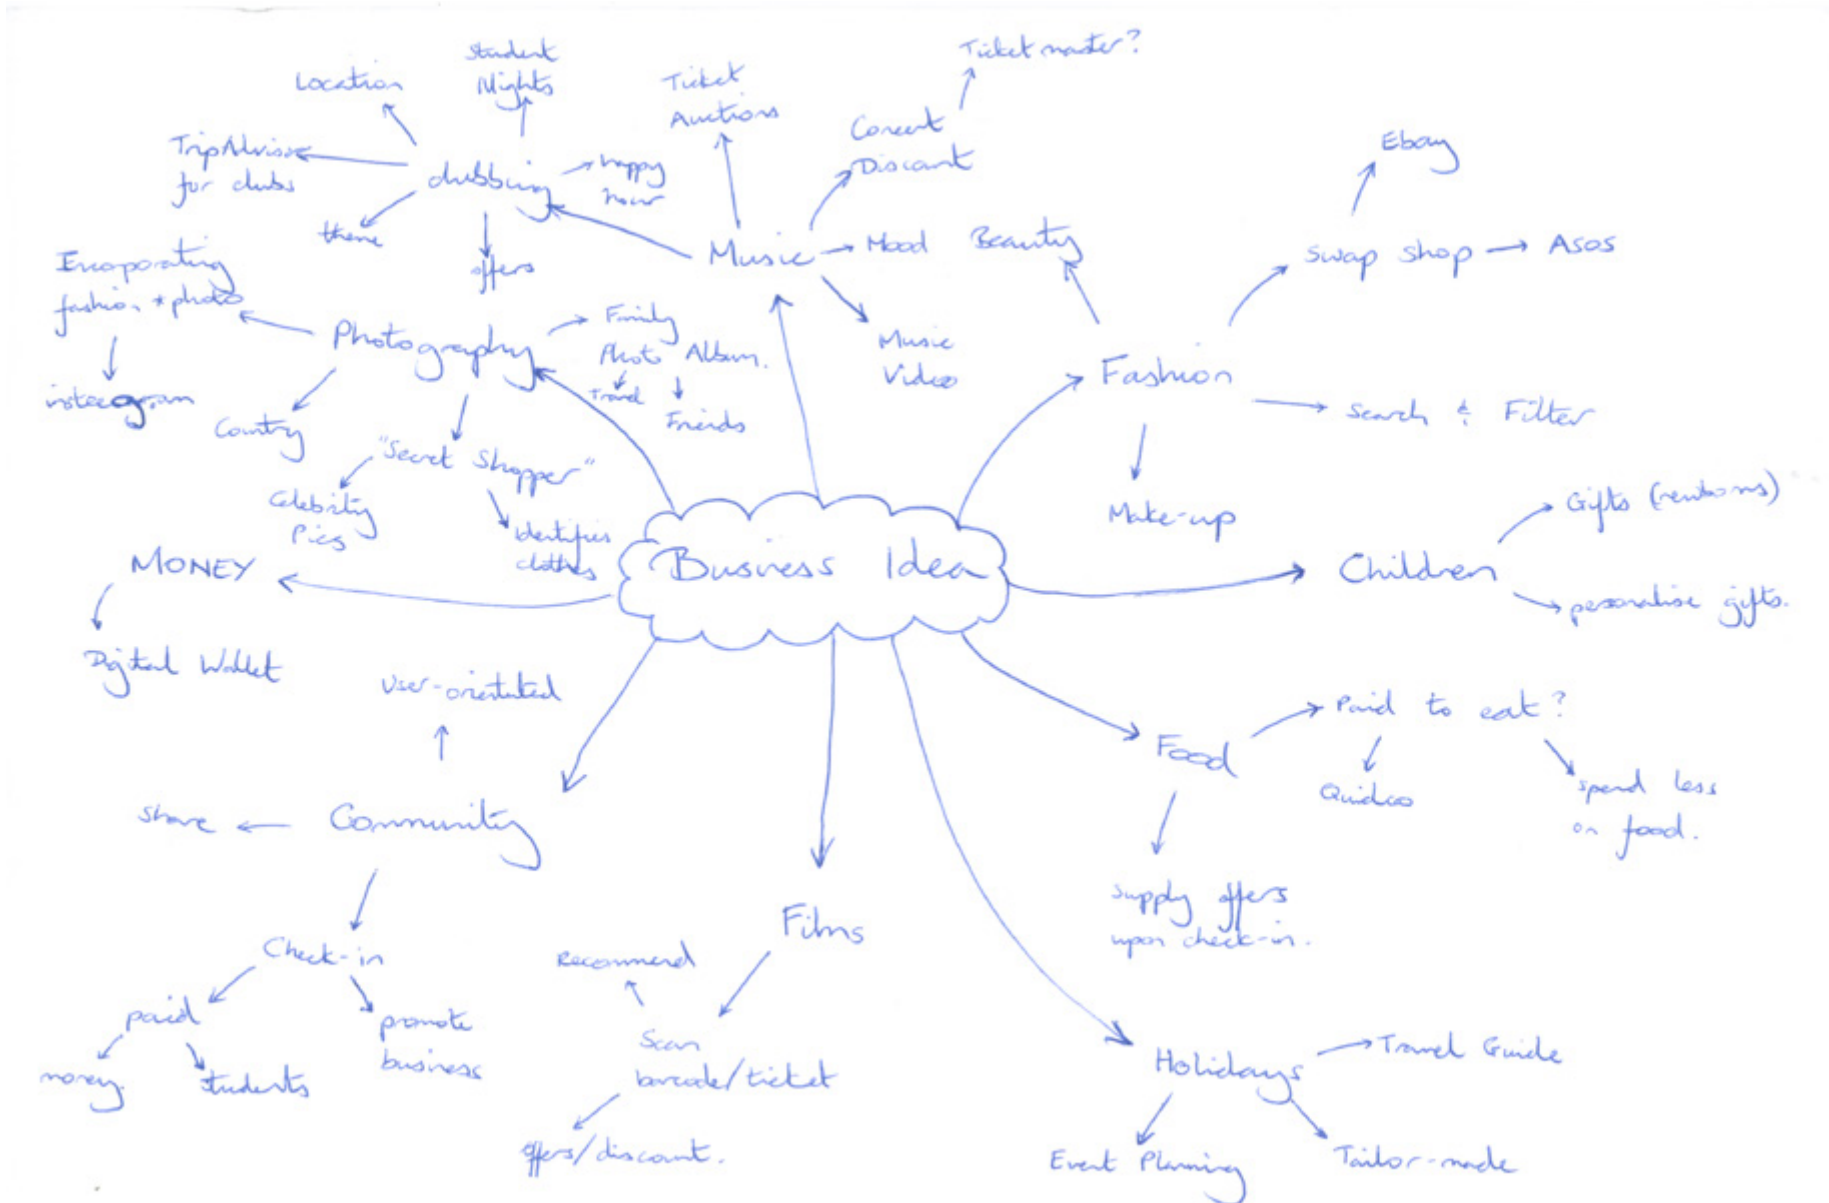 Student
Nights
Location
TripAdvisor
for clubs
clubbing
happy
hour
theme
offers
Ticket
Auctions
Ticketmaster?
Concert
Discount
Music
Mood
Music
Video
Beauty
Ebay
Swap Shop
Asos
Fashion
Search & Filter
Make-up
Incoporating
fashion + photo
instagram
Photography
Family
Photo Album.
Travel
Friends
Country
"Secret Shopper"
Celebrity
Pics
Identifies
clothes
Business Idea
MONEY
Digital Wallet
Children
Gifts (newborns)
personalise gifts.
User-orientated
Share
Community
Check-in
paid
money.
students
promote
business
Films
Recommend
Scan
barcode/ticket
offers/discount.
Food
Paid to eat?
Quidco
spend less
on food.
supply offers
upon check-in.
Holidays
Travel Guide
Event Planning
Tailor-made